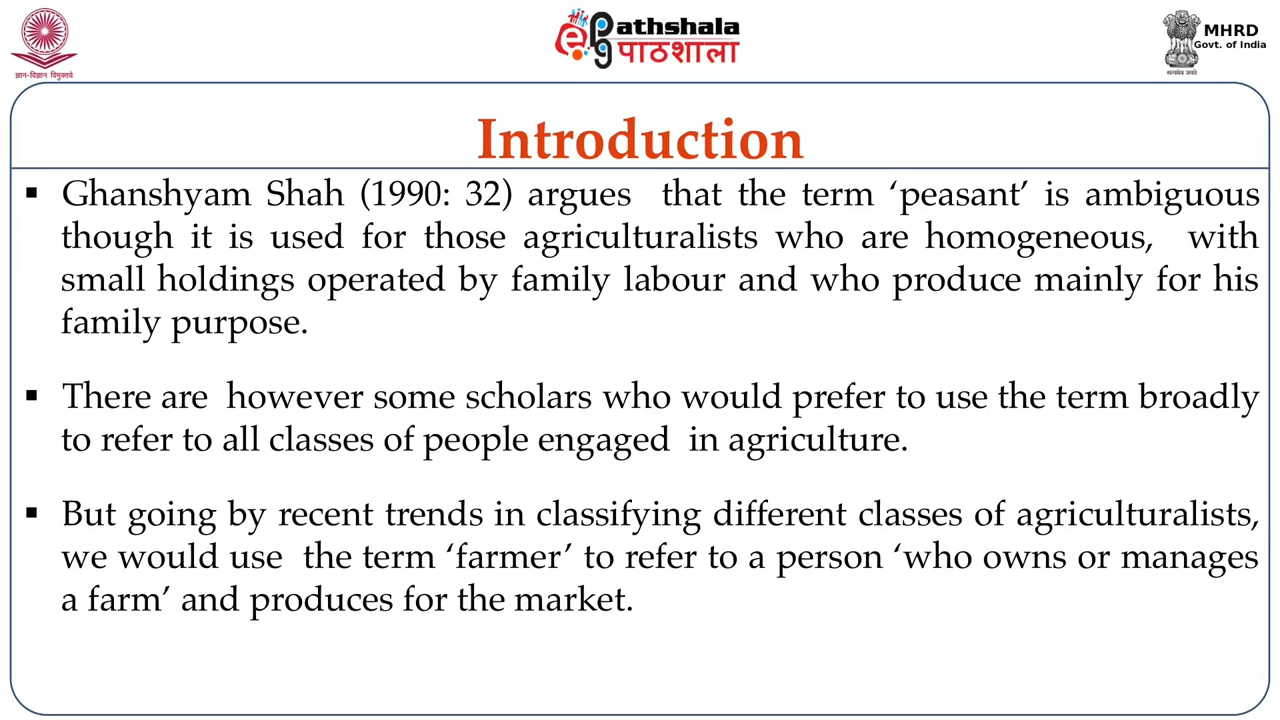 ज्ञान-विज्ञान विमुक्तये
e Pg athshala
पाठशाला
MHRD
Govt. of India
सत्यमेव जयते
Introduction
▪ Ghanshyam Shah (1990: 32) argues that the term ‘peasant’ is ambiguous
though it is used for those agriculturalists who are homogeneous, with
small holdings operated by family labour and who produce mainly for his
family purpose.
▪ There are however some scholars who would prefer to use the term broadly
to refer to all classes of people engaged in agriculture.
▪ But going by recent trends in classifying different classes of agriculturalists,
we would use the term ‘farmer’ to refer to a person ‘who owns or manages
a farm’ and produces for the market.